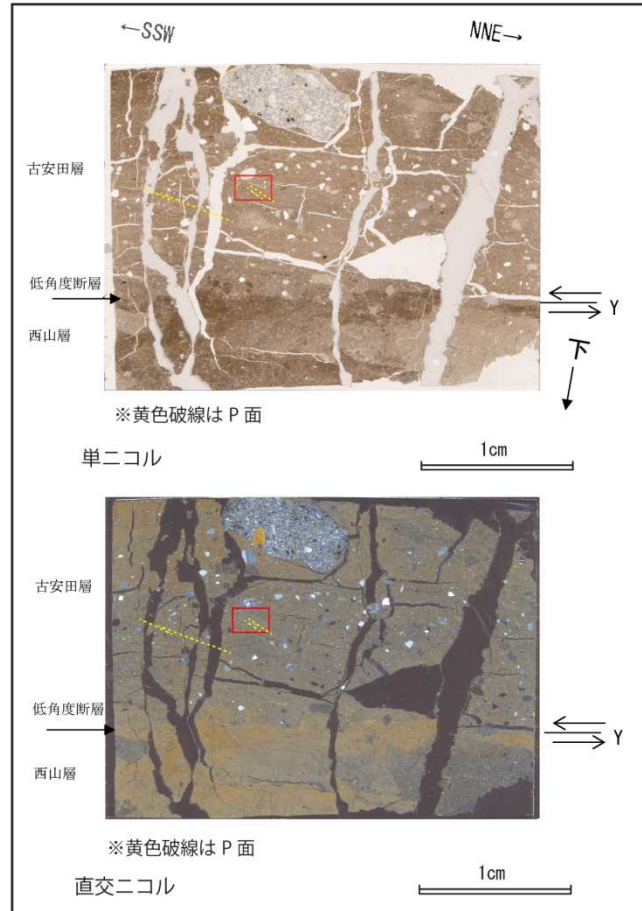 ←SSW
NNE→
古安田層
低角度断層
Y
西山層
下
※黄色破線は P 面
単ニコル
1cm
古安田層
低角度断層
Y
西山層
※黄色破線は P 面
直交ニコル
1cm